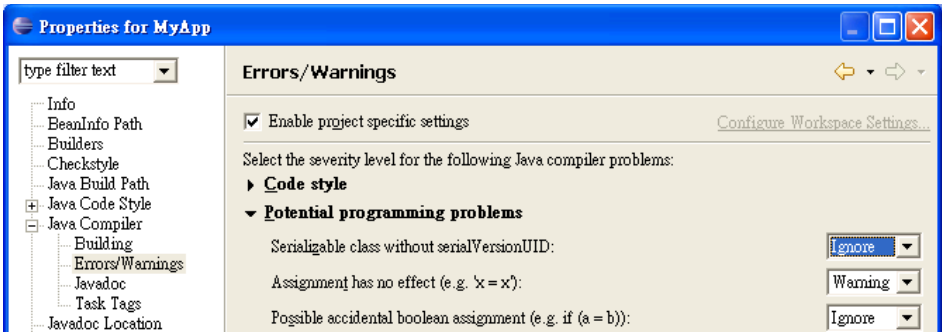 Properties for MyApp
type filter text
Info
BeanInfo Path
Builders
Checkstyle
Java Build Path
Java Code Style
Java Compiler
Building
Errors/Warnings
Javadoc
Task Tags
Javadoc Location
Errors/Warnings
Enable project specific settings
Configure Workspace Settings...
Select the severity level for the following Java compiler problems:
Code style
Potential programming problems
Serializable class without serialVersionUID: Ignore
Assignment has no effect (e.g. 'x = x'): Warning
Possible accidental boolean assignment (e.g. if (a = b)): Ignore